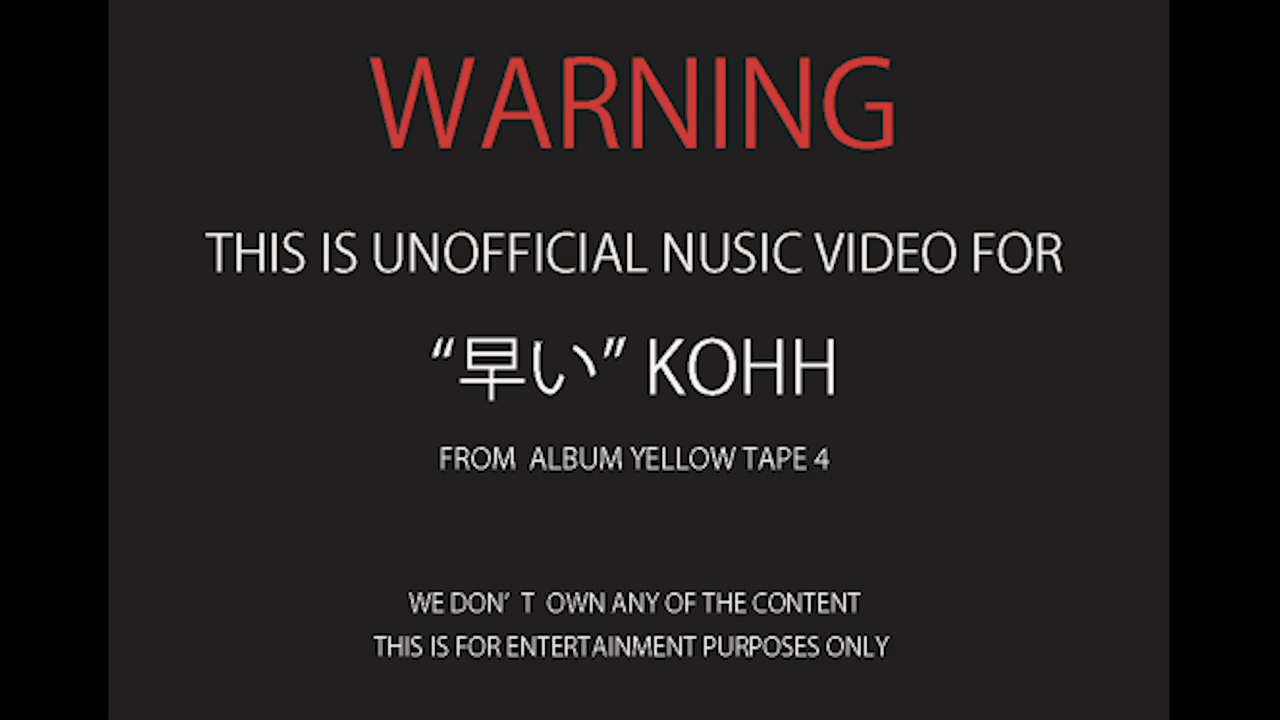 WARNING
THIS IS UNOFFICIAL NUSIC VIDEO FOR
“早い” KOHH
FROM ALBUM YELLOW TAPE 4
WE DON’ T OWN ANY OF THE CONTENT
THIS IS FOR ENTERTAINMENT PURPOSES ONLY